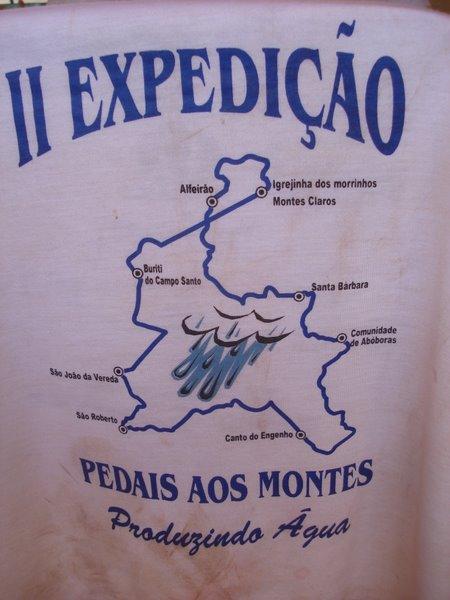 II EXPEDIÇÃO
Alfeirão
Igrejinha dos morrinhos
Montes Claros
Buriti
do Campo Santo
Santa Bárbara
Comunidade
de Abóboras
São João da Vereda
São Roberto
Canto do Engenho
PEDAIS AOS MONTES
Produzindo Água